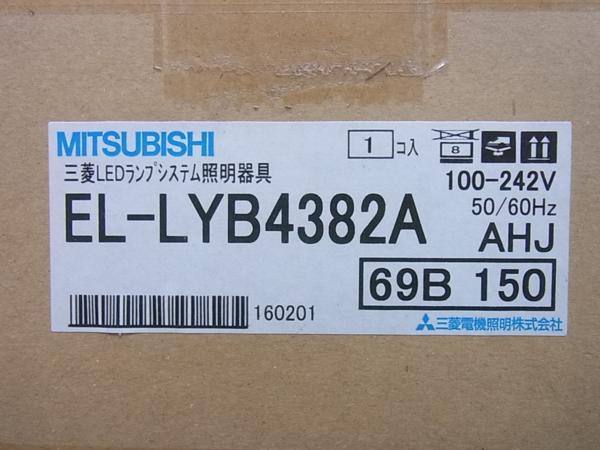 MITSUBISHI
1 コ入
8
三菱LEDランプシステム照明器具
100-242V
50/60Hz
EL-LYB4382A
AHJ
69B 150
160201
三菱電機照明株式会社